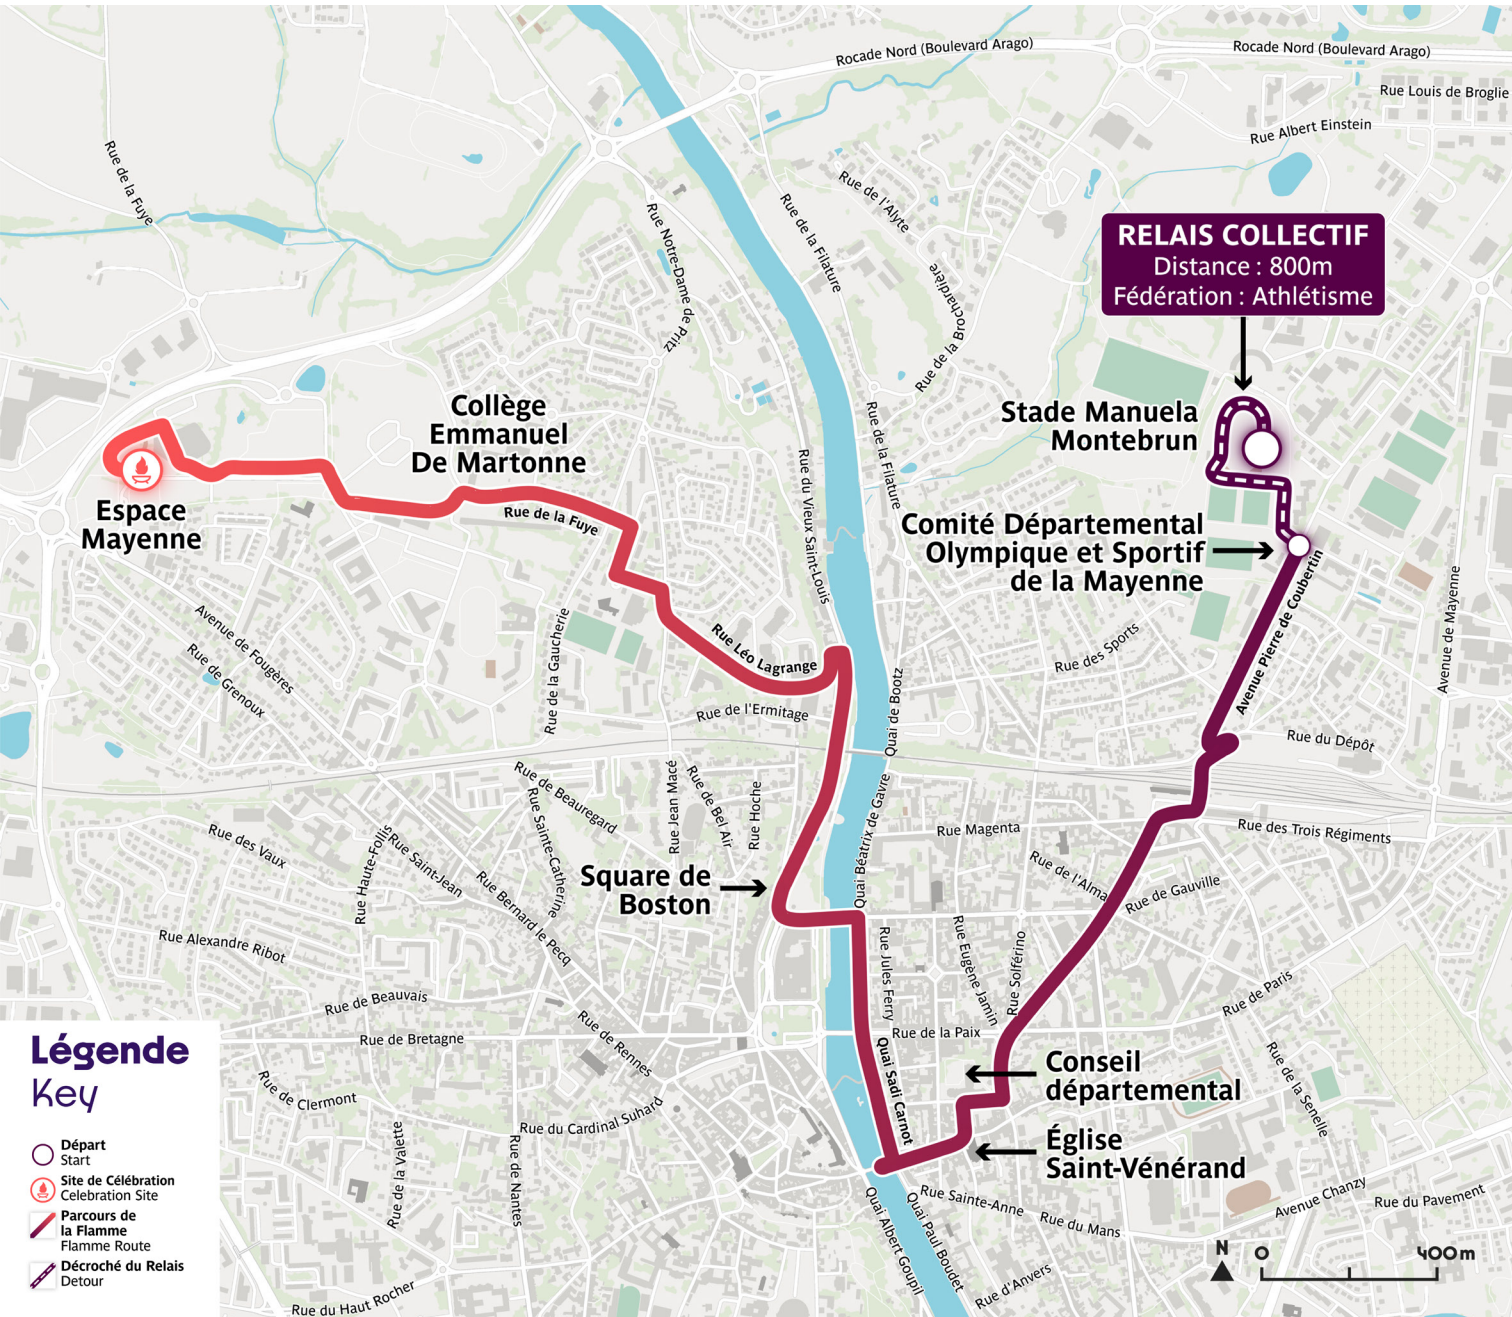 Rocade Nord (Boulevard Arago)
Rocade Nord (Boulevard Arago)
Rue Louis de Broglie
Rue Albert Einstein
Rue de la Fuye
Rue de l'Alyte
Rue de la Filature
Rue Notre-Dame de Pritz
Rue de la Brochardière
RELAIS COLLECTIF
Distance : 800m
Fédération : Athlétisme
Stade Manuela
Montebrun
Collège
Emmanuel
De Martonne
Rue de la Filature
Rue du Vieux Saint-Louis
Espace
Mayenne
Rue de la Fuye
Comité Départemental
Olympique et Sportif
de la Mayenne
Avenue Pierre de Coubertin
Avenue de Mayenne
Avenue de Fougères
Rue de Grenoux
Rue de la Gaucherie
Rue Léo Lagrange
Rue des Sports
Quai de Bootz
Rue de l'Ermitage
Rue du Dépôt
Rue de Beauregard
Rue Sainte-Catherine
Rue Jean Macé
Rue de Bel Air
Rue Hoche
Quai Béatrix de Gavre
Rue Magenta
Rue des Trois Régiments
Rue des Vaux
Rue Haute-Follis
Rue Saint-Jean
Rue Bernard le Pecq
Square de
Boston
Rue de l'Alma
Rue de Gauville
Rue Alexandre Ribot
Rue Jules Ferry
Rue Eugène Jamin
Rue Solférino
Rue de Paris
Rue de Beauvais
Rue de Bretagne
Rue de Rennes
Rue de la Paix
Quai Sadi Carnot
Conseil
départemental
Rue de la Senelle
Rue de Clermont
Rue du Cardinal Suhard
Rue de la Valette
Rue de Nantes
Église
Saint-Vénérand
Rue Sainte-Anne
Rue du Mans
Avenue Chanzy
Rue du Pavement
Quai Albert Goupil
Quai Paul Boudet
Rue d'Anvers
Rue du Haut Rocher
Légende
Key
Départ
Start
Site de Célébration
Celebration Site
Parcours de
la Flamme
Flamme Route
Décroché du Relais
Detour
N
0 400m